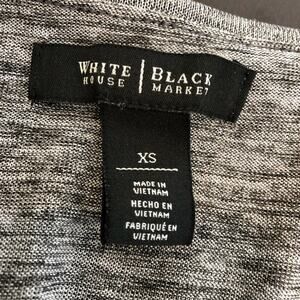 WHITE | BLACK
HOUSE | MARKET
XS
MADE IN
VIETNAM
HECHO EN
VIETNAM
FABRIQUÉ EN
VIETNAM